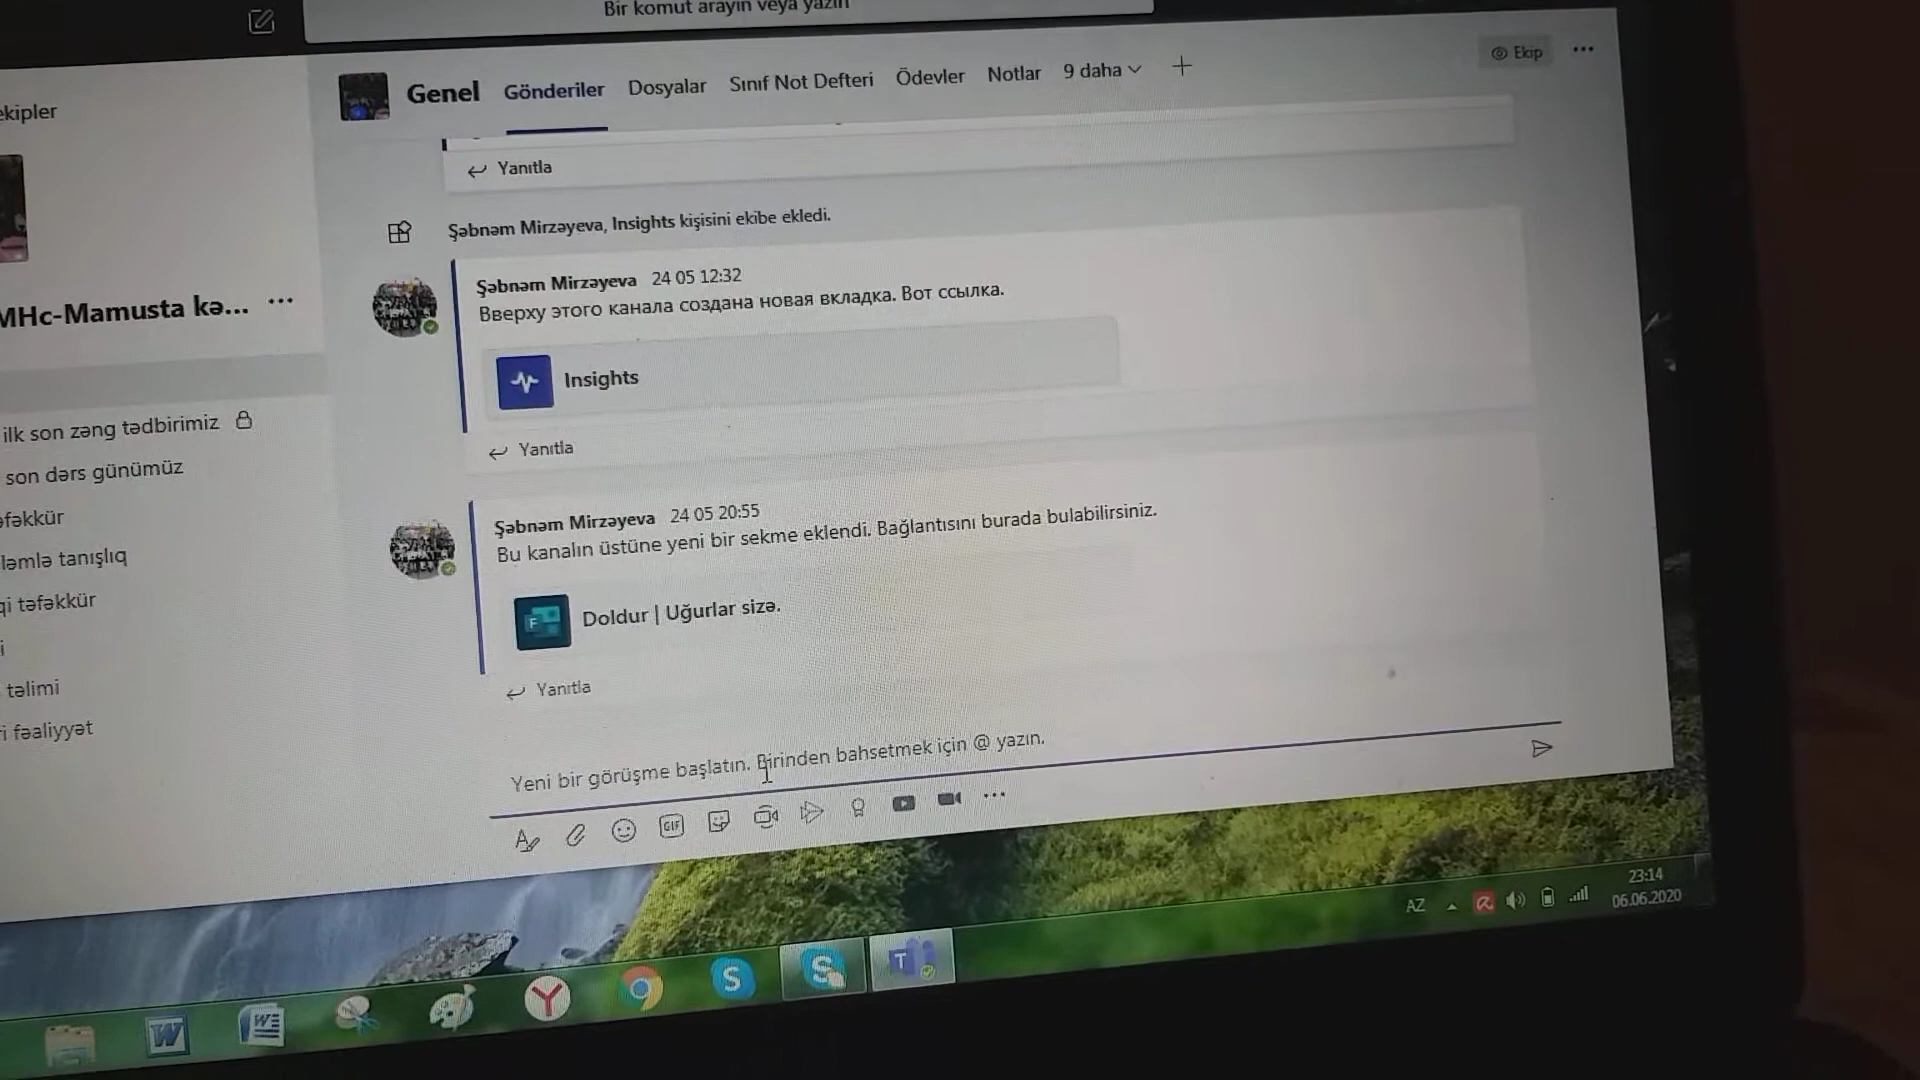 Bir komut arayın veya yazın
ekipler
Genel Gönderiler Dosyalar Sınıf Not Defteri Ödevler Notlar 9 daha
Ekip
Yanıtla
Şəbnəm Mirzəyeva, Insights kişisini ekibe ekledi.
MHc-Mamusta kə...
Şəbnəm Mirzəyeva 24 05 12:32
Вверху этого канала создана новая вкладка. Вот ссылка.
Insights
Yanıtla
ilk son zəng tədbirimiz
son dərs günümüz
əfəkkür
ləmlə tanışlıq
qi təfəkkür
i
təlimi
i fəaliyyət
Şəbnəm Mirzəyeva 24 05 20:55
Bu kanalın üstüne yeni bir sekme eklendi. Bağlantısını burada bulabilirsiniz.
F
Doldur | Uğurlar sizə.
Yanıtla
Yeni bir görüşme başlatın. Birinden bahsetmek için @ yazın.
GIF
AZ
23:14
06.06.2020
W
W
Y
S
S
T